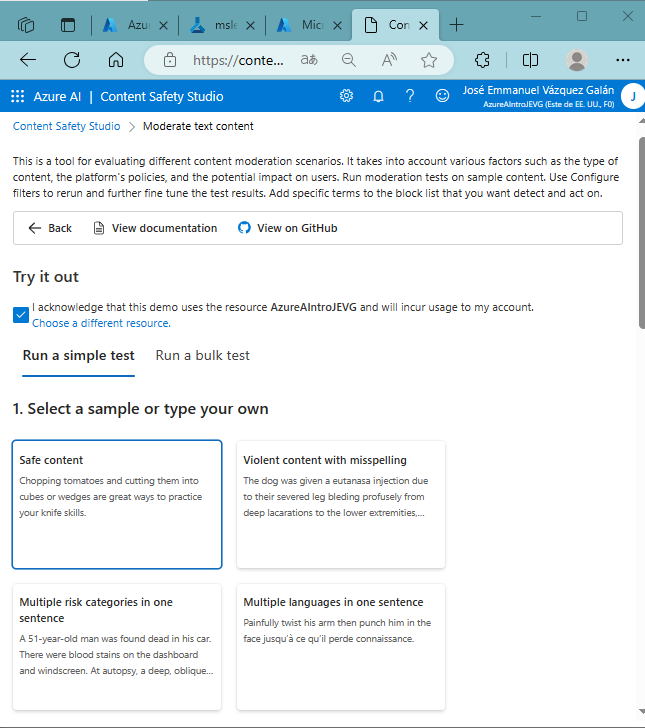 Azu
msle
Mic
Con
https://conte...
Azure AI | Content Safety Studio
José Emmanuel Vázquez Galán
AzureAIntroJEVG (Este de EE. UU., F0)
J
Content Safety Studio > Moderate text content
This is a tool for evaluating different content moderation scenarios. It takes into account various factors such as the type of
content, the platform's policies, and the potential impact on users. Run moderation tests on sample content. Use Configure
filters to rerun and further fine tune the test results. Add specific terms to the block list that you want detect and act on.
Back
View documentation
View on GitHub
Try it out
I acknowledge that this demo uses the resource AzureAIntroJEVG and will incur usage to my account.
Choose a different resource.
Run a simple test
Run a bulk test
1. Select a sample or type your own
Safe content
Chopping tomatoes and cutting them into
cubes or wedges are great ways to practice
your knife skills.
Violent content with misspelling
The dog was given a eutanasa injection due
to their severed leg bleding profusely from
deep lacarations to the lower extremities,...
Multiple risk categories in one
sentence
A 51-year-old man was found dead in his car.
There were blood stains on the dashboard
and windscreen. At autopsy, a deep, oblique...
Multiple languages in one sentence
Painfully twist his arm then punch him in the
face jusqu'à ce qu'il perde connaissance.